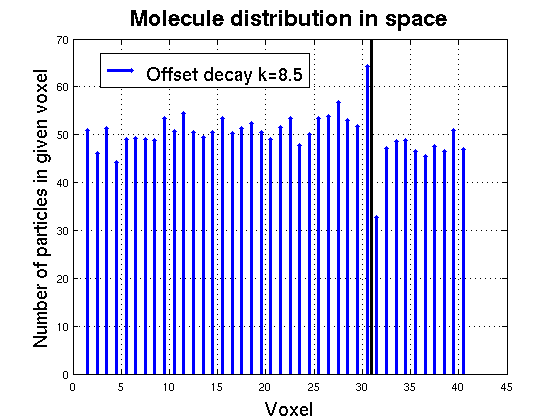 Molecule distribution in space
Number of particles in given voxel
70
60
50
40
30
20
10
0
Offset decay k=8.5
0 5 10 15 20 25 30 35 40 45
Voxel